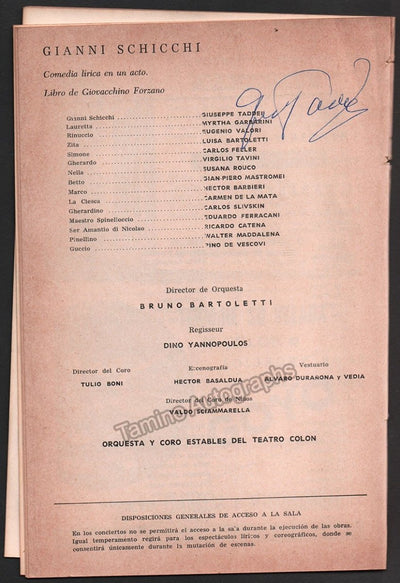 GIANNI SCHICCHI
Comedia lírica en un acto.
Libro de Giovacchino Forzano
Gianni Schicchi ........ GIUSEPPE TADDEI
Lauretta ........ MYRTHA GARBARINI
Rinuccio ........ EUGENIO VALORI
Zita ........ LUISA BARTOLETTI
Simone ........ CARLOS FELLER
Gherardo ........ VIRGILIO TAVINI
Nella ........ SUSANA ROUCO
Betto ........ GIAN-PIERO MASTROMEI
Marco ........ HECTOR BARBIERI
La Ciesca ........ CARMEN DE LA MATA
Gherardino ........ CARLOS SLIVSKIN
Maestro Spinelloccio ........ EDUARDO FERRACANI
Ser Amantio di Nicolao ........ RICARDO CATENA
Pinellino ........ WALTER MADDALENA
Guccio ........ PINO DE VESCOVI
Director de Orquesta
BRUNO BARTOLETTI
Regisseur
DINO YANNOPOULOS
Director del Coro Escenografía Vestuario
TULIO BONI HECTOR BASALDUA ALVARO DURAÑONA y VEDIA
Director del Coro de Niños
VALDO SCIAMMARELLA
Tamino Autographs
ORQUESTA Y CORO ESTABLES DEL TEATRO COLON
DISPOSICIONES GENERALES DE ACCESO A LA SALA
En los conciertos no se permitirá el acceso a la sala durante la ejecución de las obras.
Igual temperamento regirá para los espectáculos líricos y coreográficos, donde se
consentirá únicamente durante la mutación de escenas.